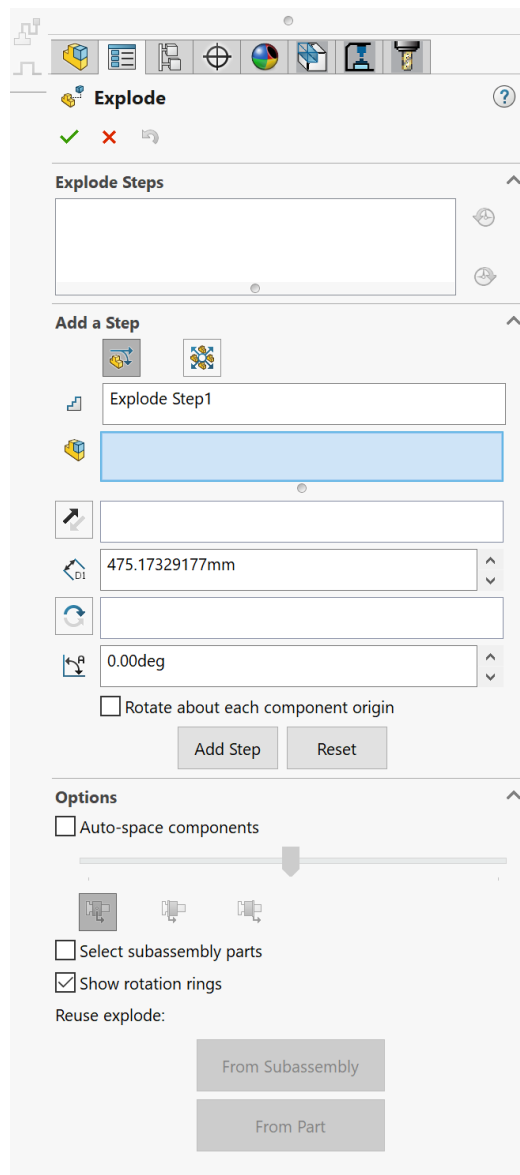 Explode
?
Explode Steps
Add a Step
Explode Step1
D1
475.17329177mm
A
0.00deg
Rotate about each component origin
Add Step Reset
Options
Auto-space components
Select subassembly parts
Show rotation rings
Reuse explode:
From Subassembly
From Part